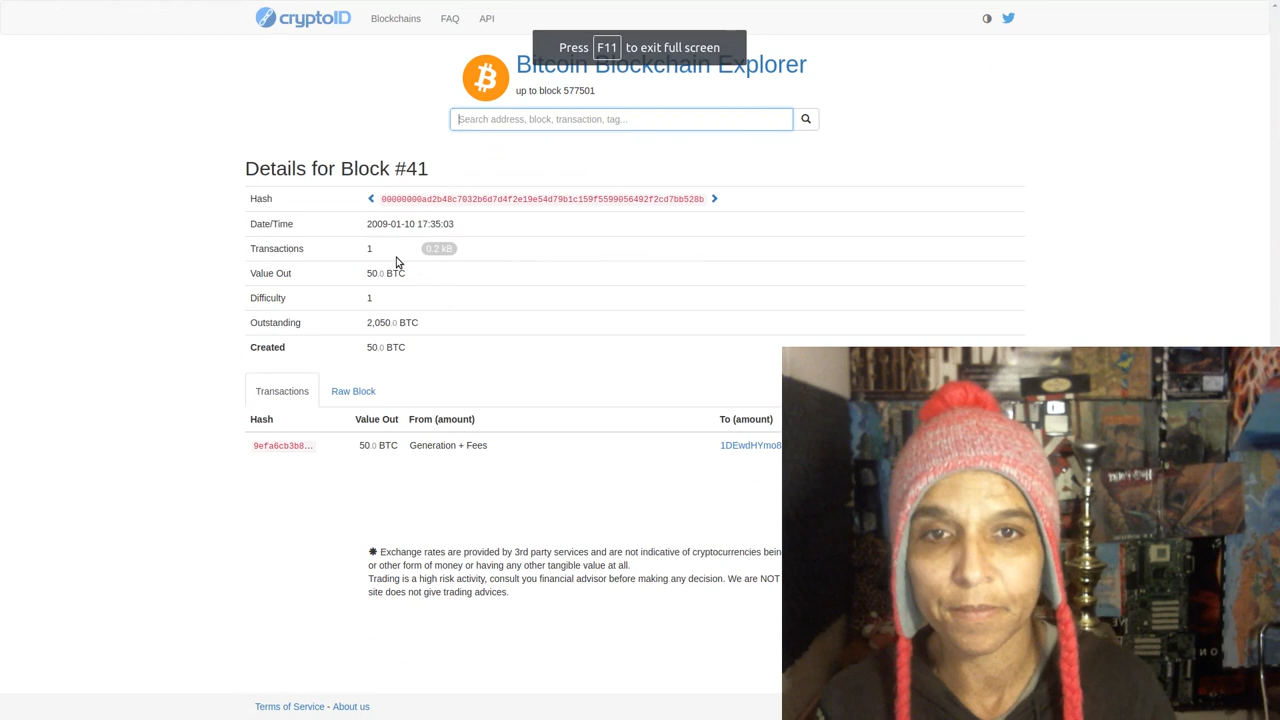 cryptoID Blockchains FAQ API
Press F11 to exit full screen
Bitcoin Blockchain Explorer
up to block 577501
Search address, block, transaction, tag...
Details for Block #41
Hash 00000000ad2b48c7032b6d7d4f2e19e54d79b1c159f5599056492f2cd7bb528b
Date/Time 2009-01-10 17:35:03
Transactions 1 0.2 kB
Value Out 50.0 BTC
Difficulty 1
Outstanding 2,050.0 BTC
Created 50.0 BTC
Transactions Raw Block
Hash Value Out From (amount) To (amount)
9efa6cb3b8... 50.0 BTC Generation + Fees 1DEwdHYmo8
✱ Exchange rates are provided by 3rd party services and are not indicative of cryptocurrencies bein
or other form of money or having any other tangible value at all.
Trading is a high risk activity, consult you financial advisor before making any decision. We are NOT
site does not give trading advices.
Terms of Service - About us